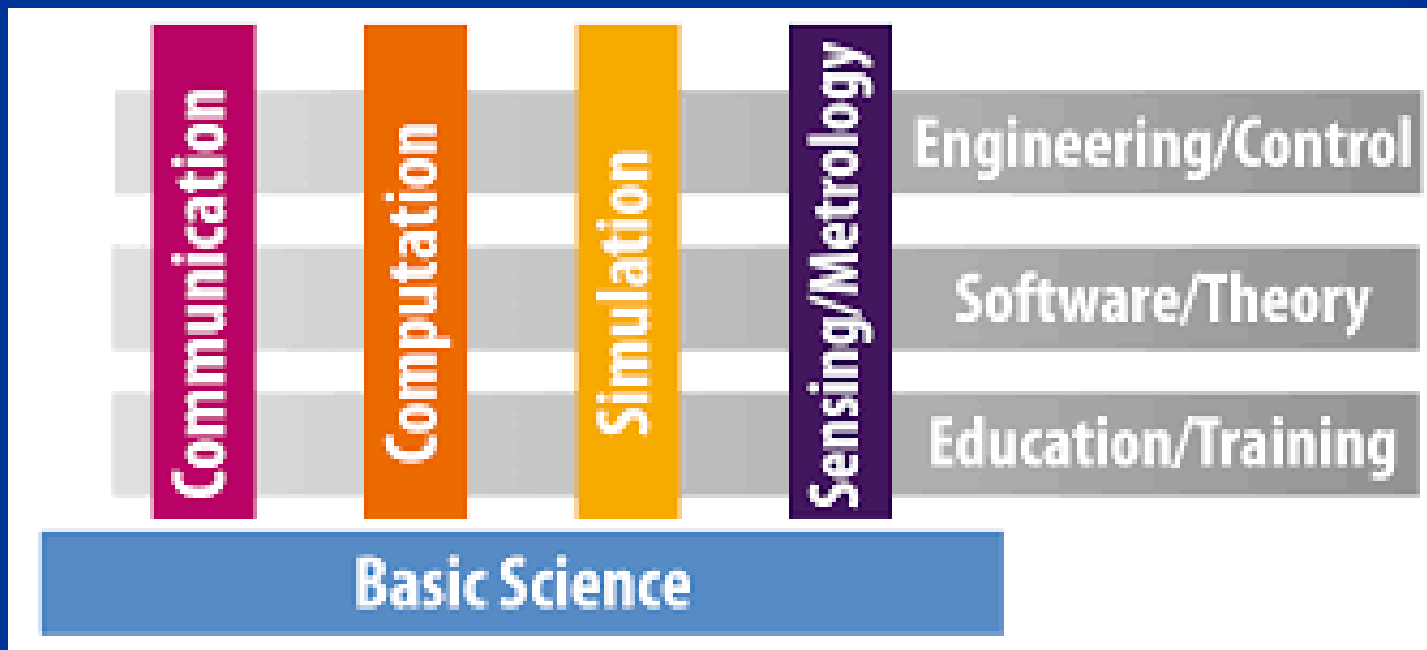 Communication
Computation
Simulation
Sensing/Metrology
Engineering/Control
Software/Theory
Education/Training
Basic Science